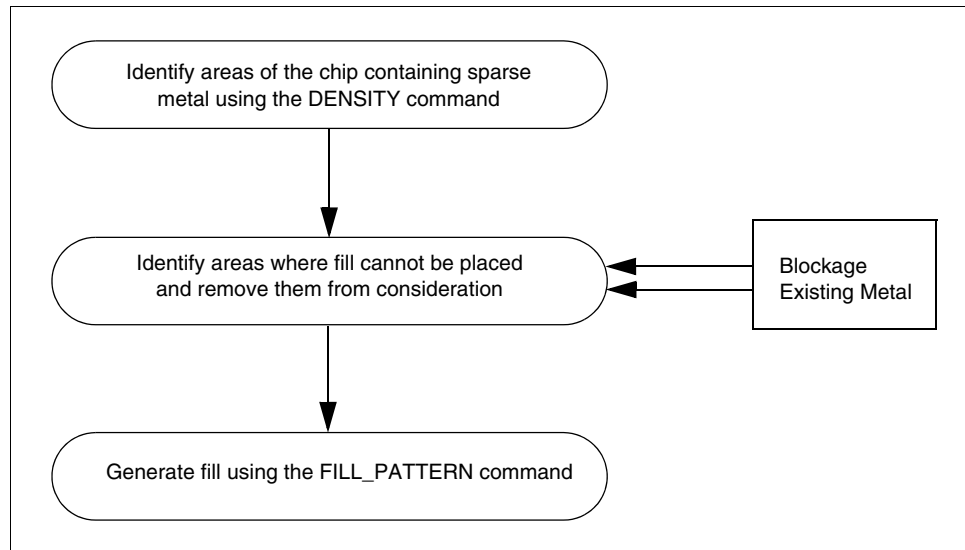 Identify areas of the chip containing sparse
metal using the DENSITY command
Identify areas where fill cannot be placed
and remove them from consideration
Blockage
Existing Metal
Generate fill using the FILL_PATTERN command